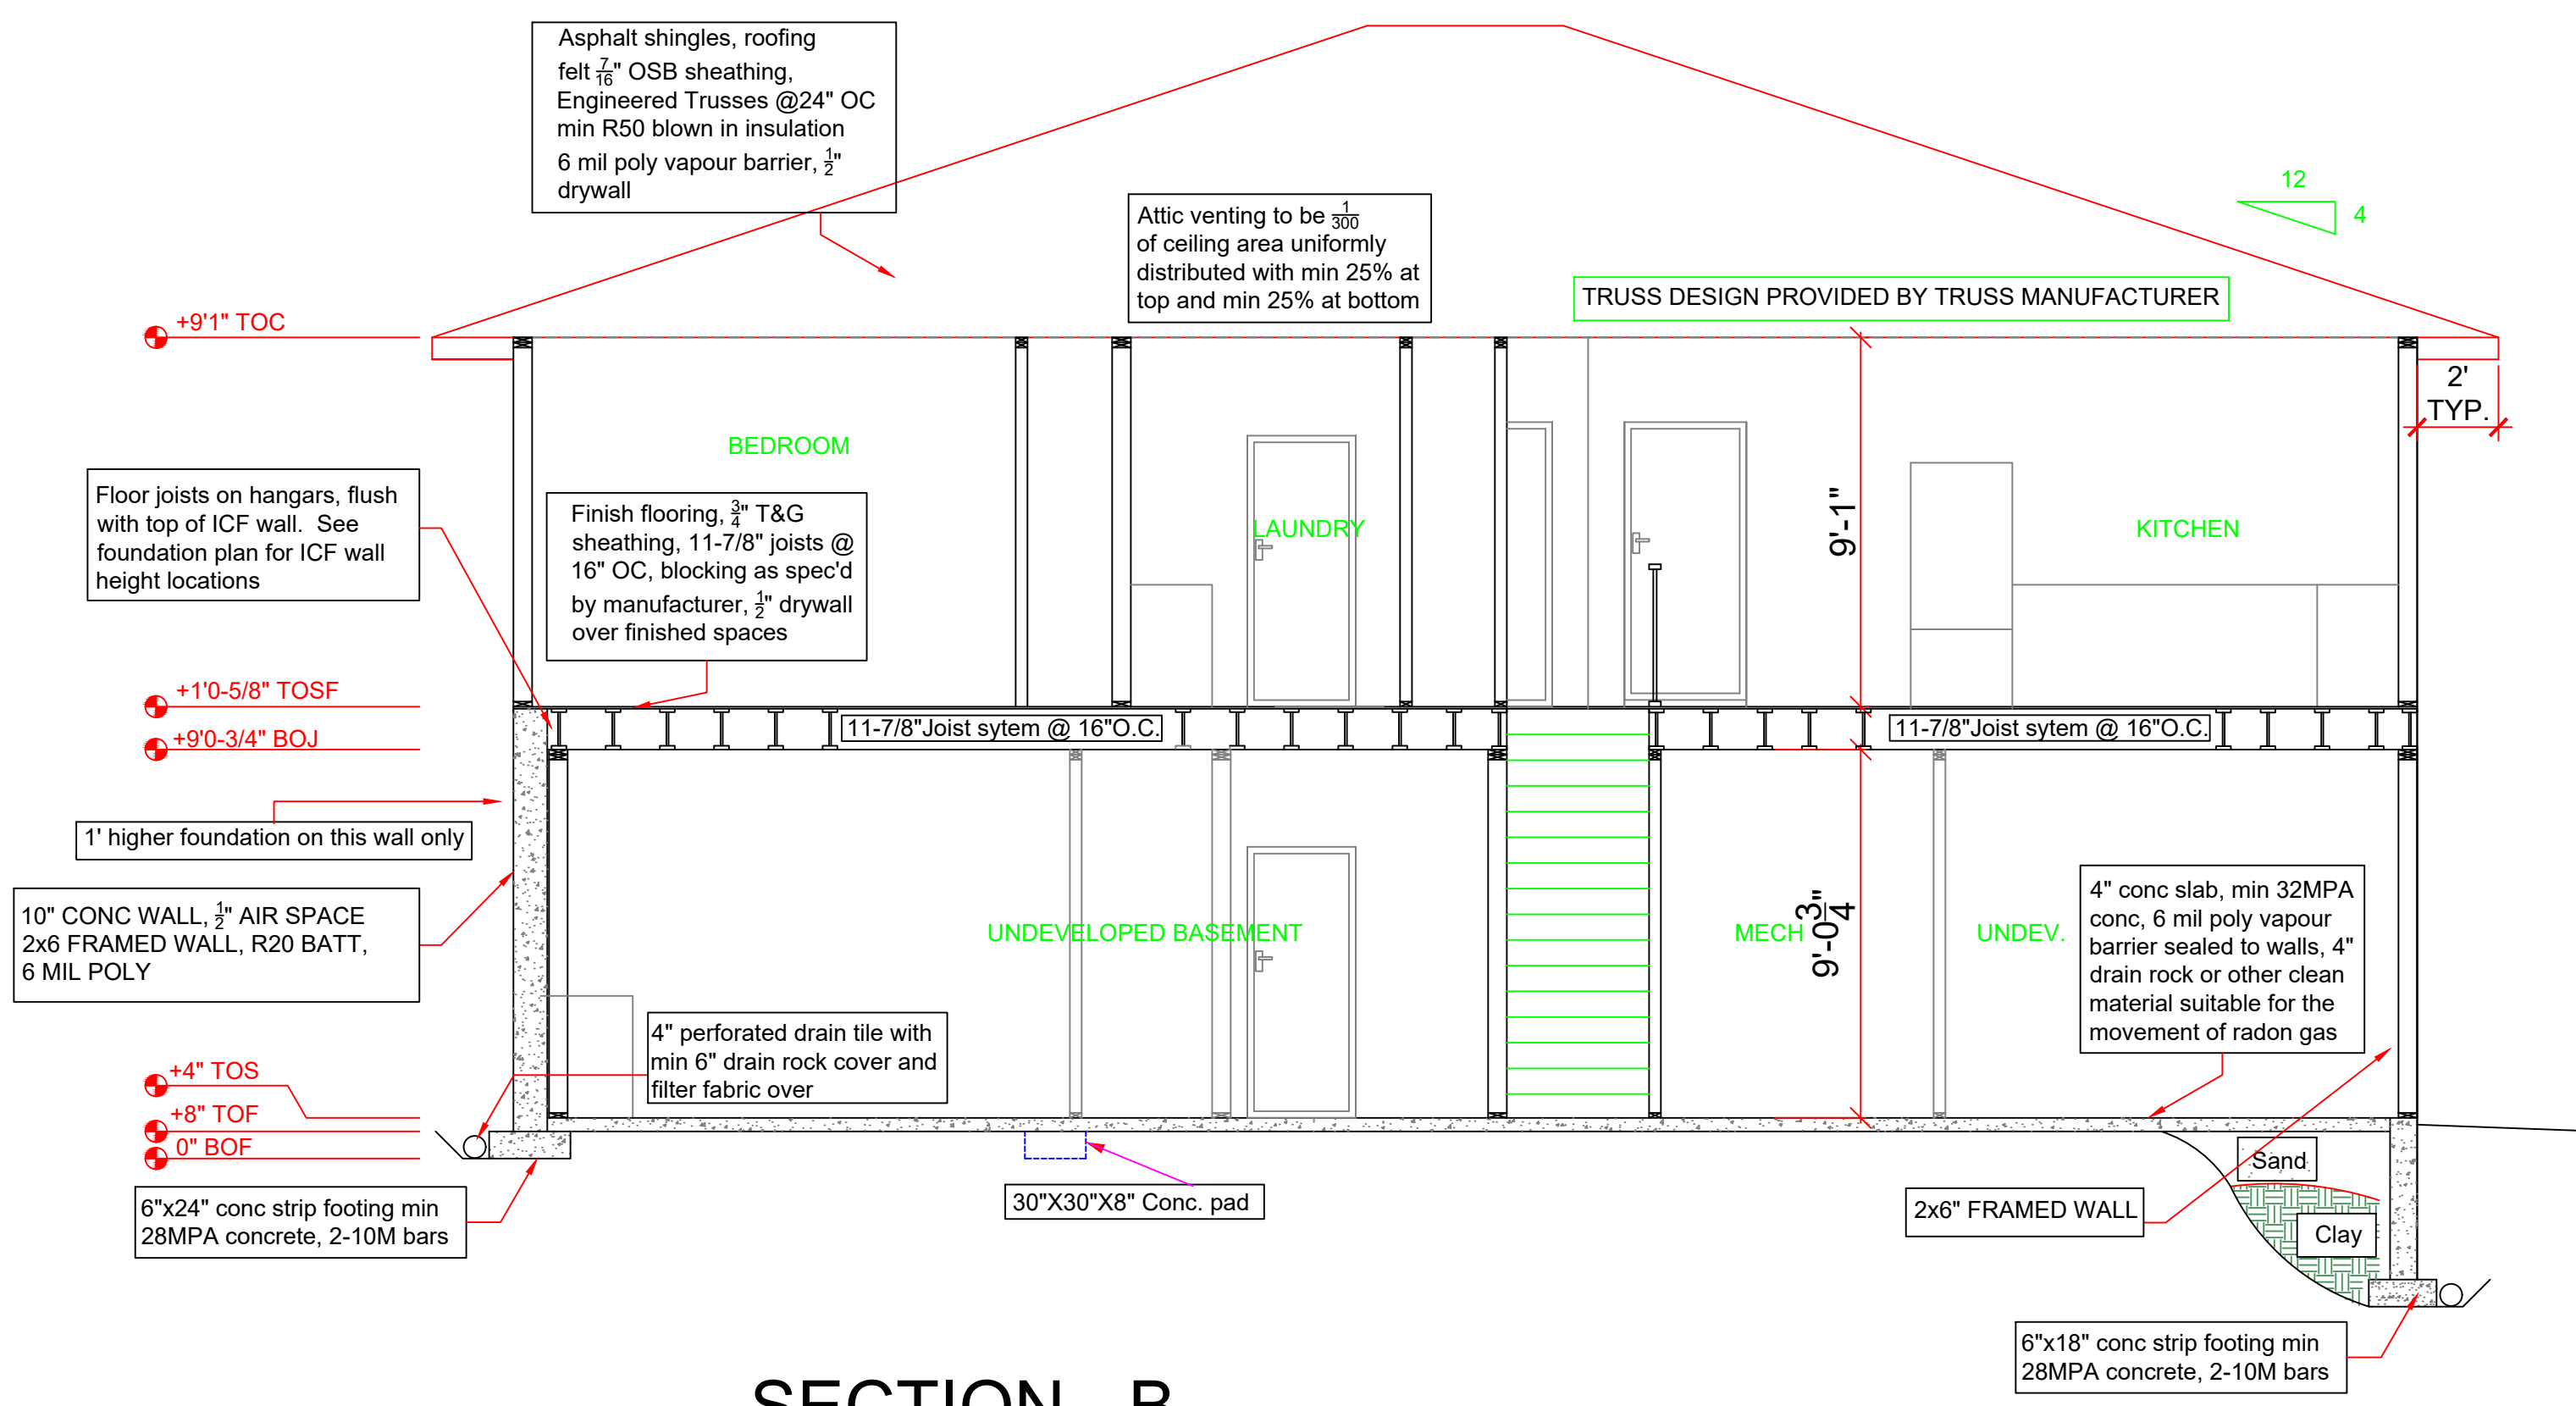 Asphalt shingles, roofing
felt 7/16" OSB sheathing,
Engineered Trusses @24" OC
min R50 blown in insulation
6 mil poly vapour barrier, 1/2"
drywall
Attic venting to be 1/300
of ceiling area uniformly
distributed with min 25% at
top and min 25% at bottom
12
4
TRUSS DESIGN PROVIDED BY TRUSS MANUFACTURER
+9'1" TOC
2'
TYP.
BEDROOM
LAUNDRY
9'-1"
KITCHEN
Floor joists on hangars, flush
with top of ICF wall. See
foundation plan for ICF wall
height locations
Finish flooring, 3/4" T&G
sheathing, 11-7/8" joists @
16" OC, blocking as spec'd
by manufacturer, 1/2" drywall
over finished spaces
+1'0-5/8" TOSF
+9'0-3/4" BOJ
11-7/8"Joist sytem @ 16"O.C.
11-7/8"Joist sytem @ 16"O.C.
1' higher foundation on this wall only
10" CONC WALL, 1/2" AIR SPACE
2x6 FRAMED WALL, R20 BATT,
6 MIL POLY
UNDEVELOPED BASEMENT
MECH
9'-0 3/4"
UNDEV.
4" conc slab, min 32MPA
conc, 6 mil poly vapour
barrier sealed to walls, 4"
drain rock or other clean
material suitable for the
movement of radon gas
4" perforated drain tile with
min 6" drain rock cover and
filter fabric over
+4" TOS
+8" TOF
0" BOF
6"x24" conc strip footing min
28MPA concrete, 2-10M bars
30"X30"X8" Conc. pad
2x6" FRAMED WALL
Sand
Clay
6"x18" conc strip footing min
28MPA concrete, 2-10M bars
SECTION B